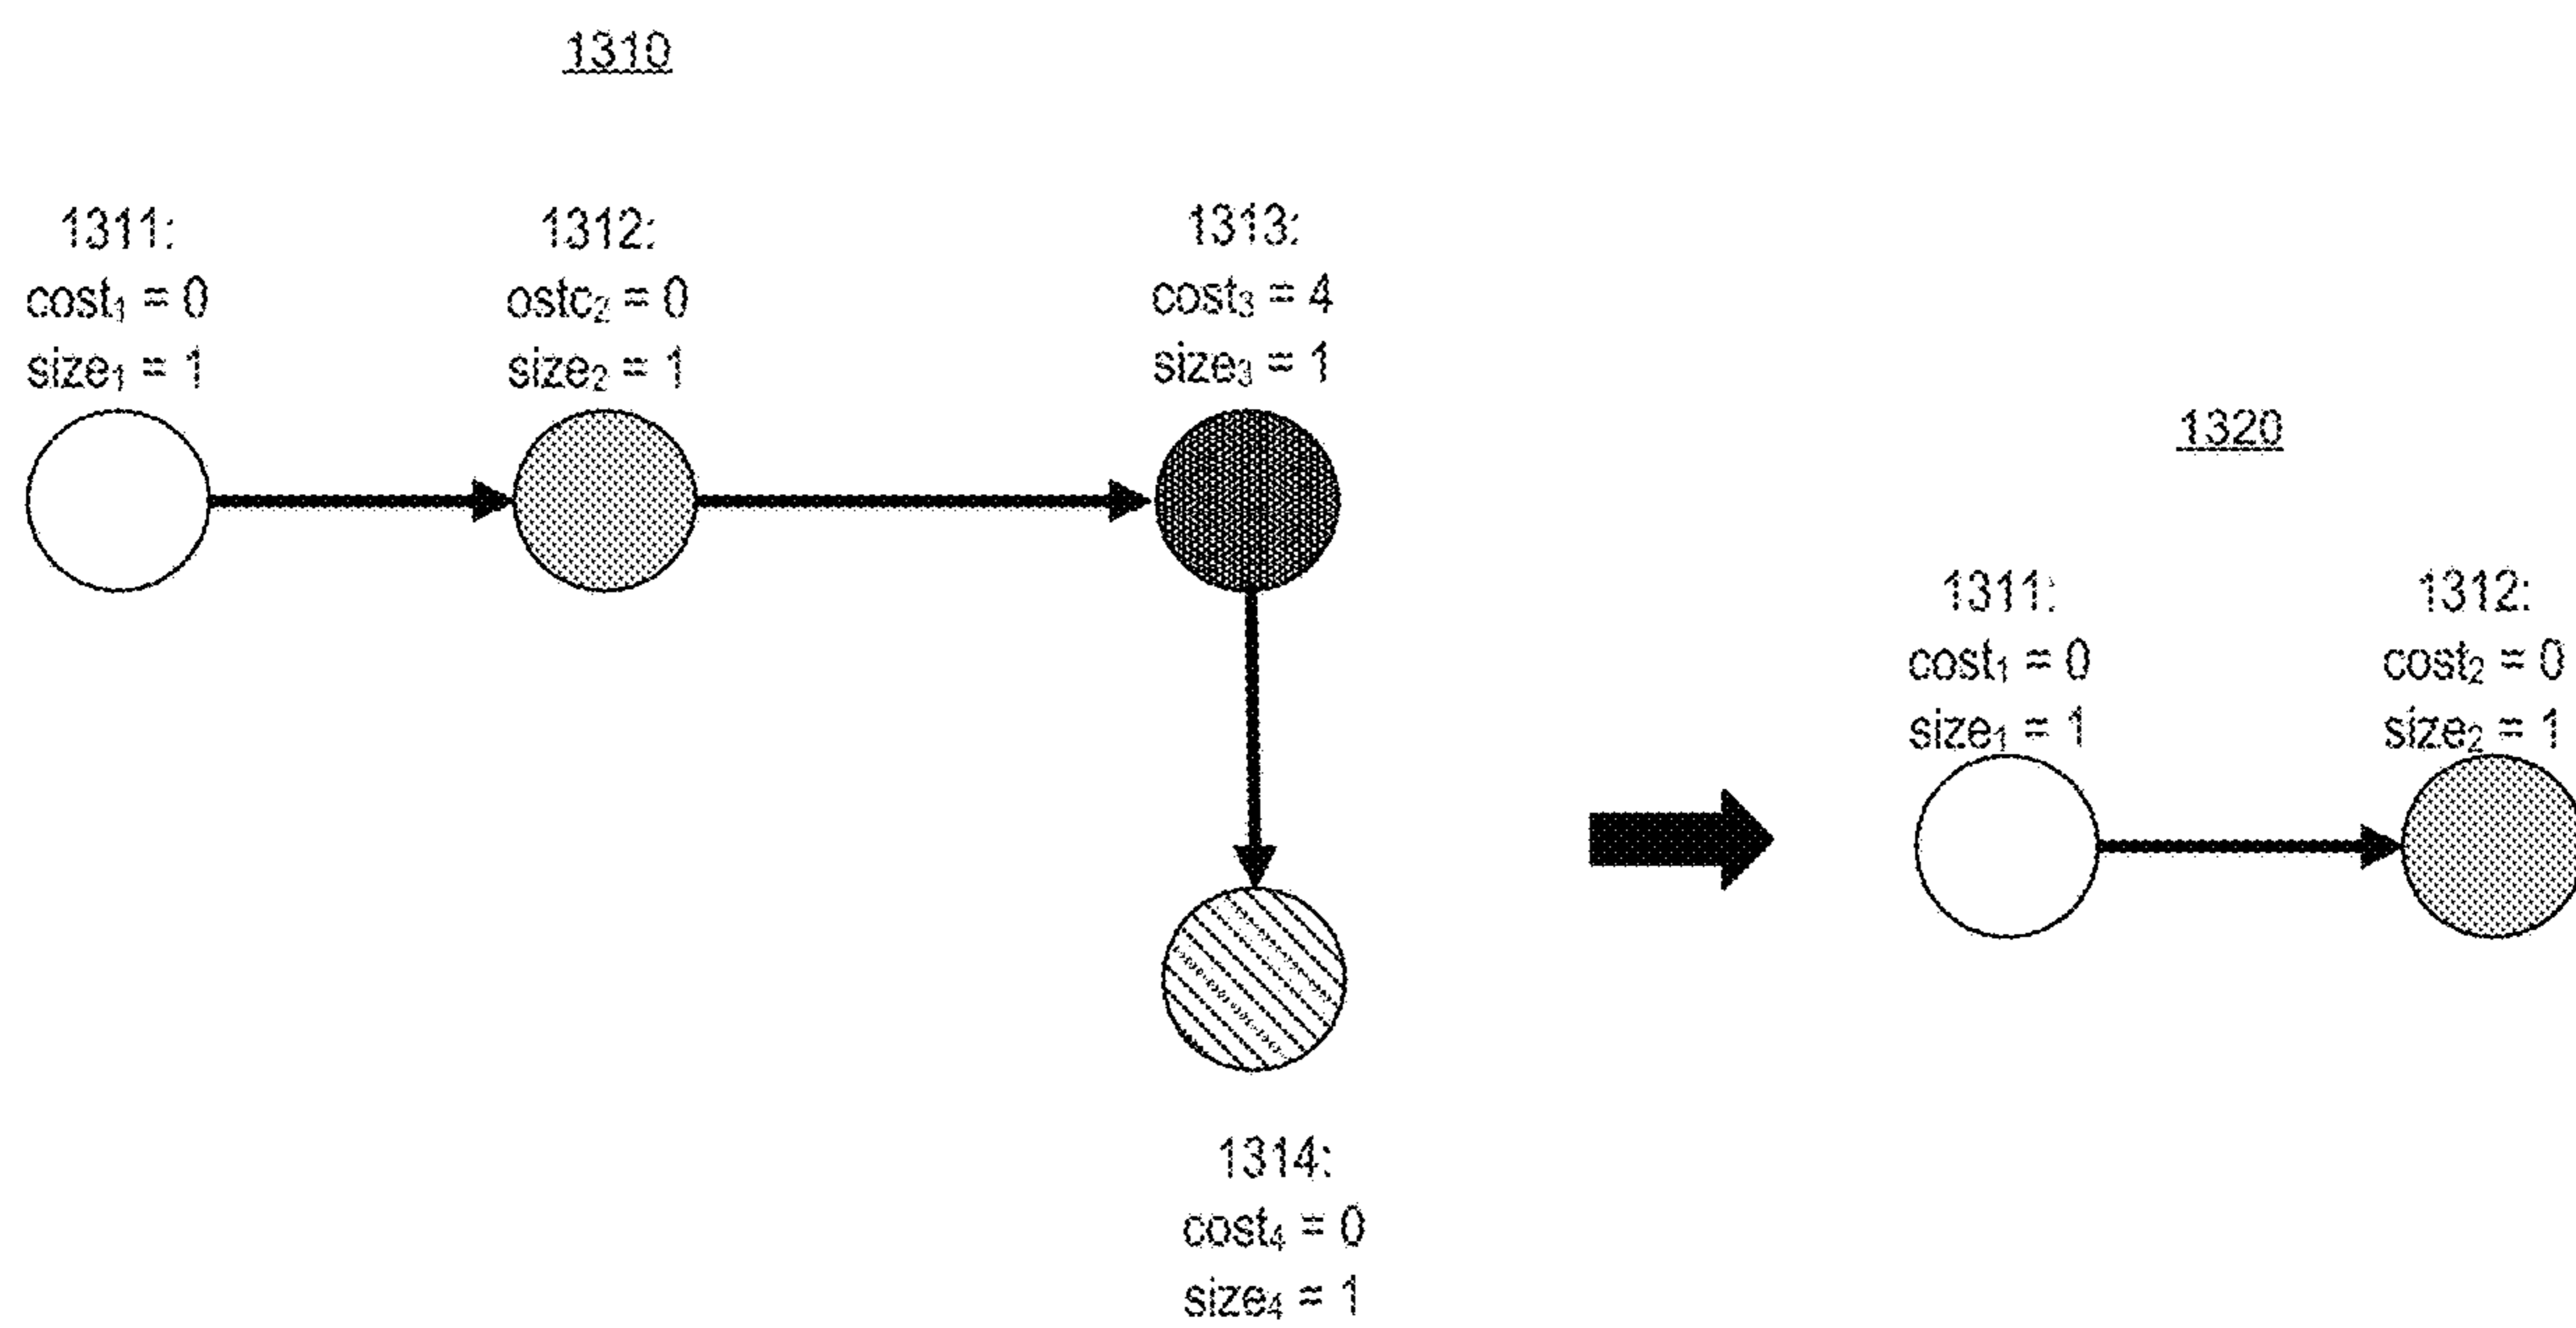 1310
1311:
cost₁ = 0
size₁ = 1
1312:
ostc₂ = 0
size₂ = 1
1313:
cost₃ = 4
size₃ = 1
1314:
cost₄ = 0
size₄ = 1
1320
1311:
cost₁ = 0
size₁ = 1
1312:
cost₂ = 0
size₂ = 1